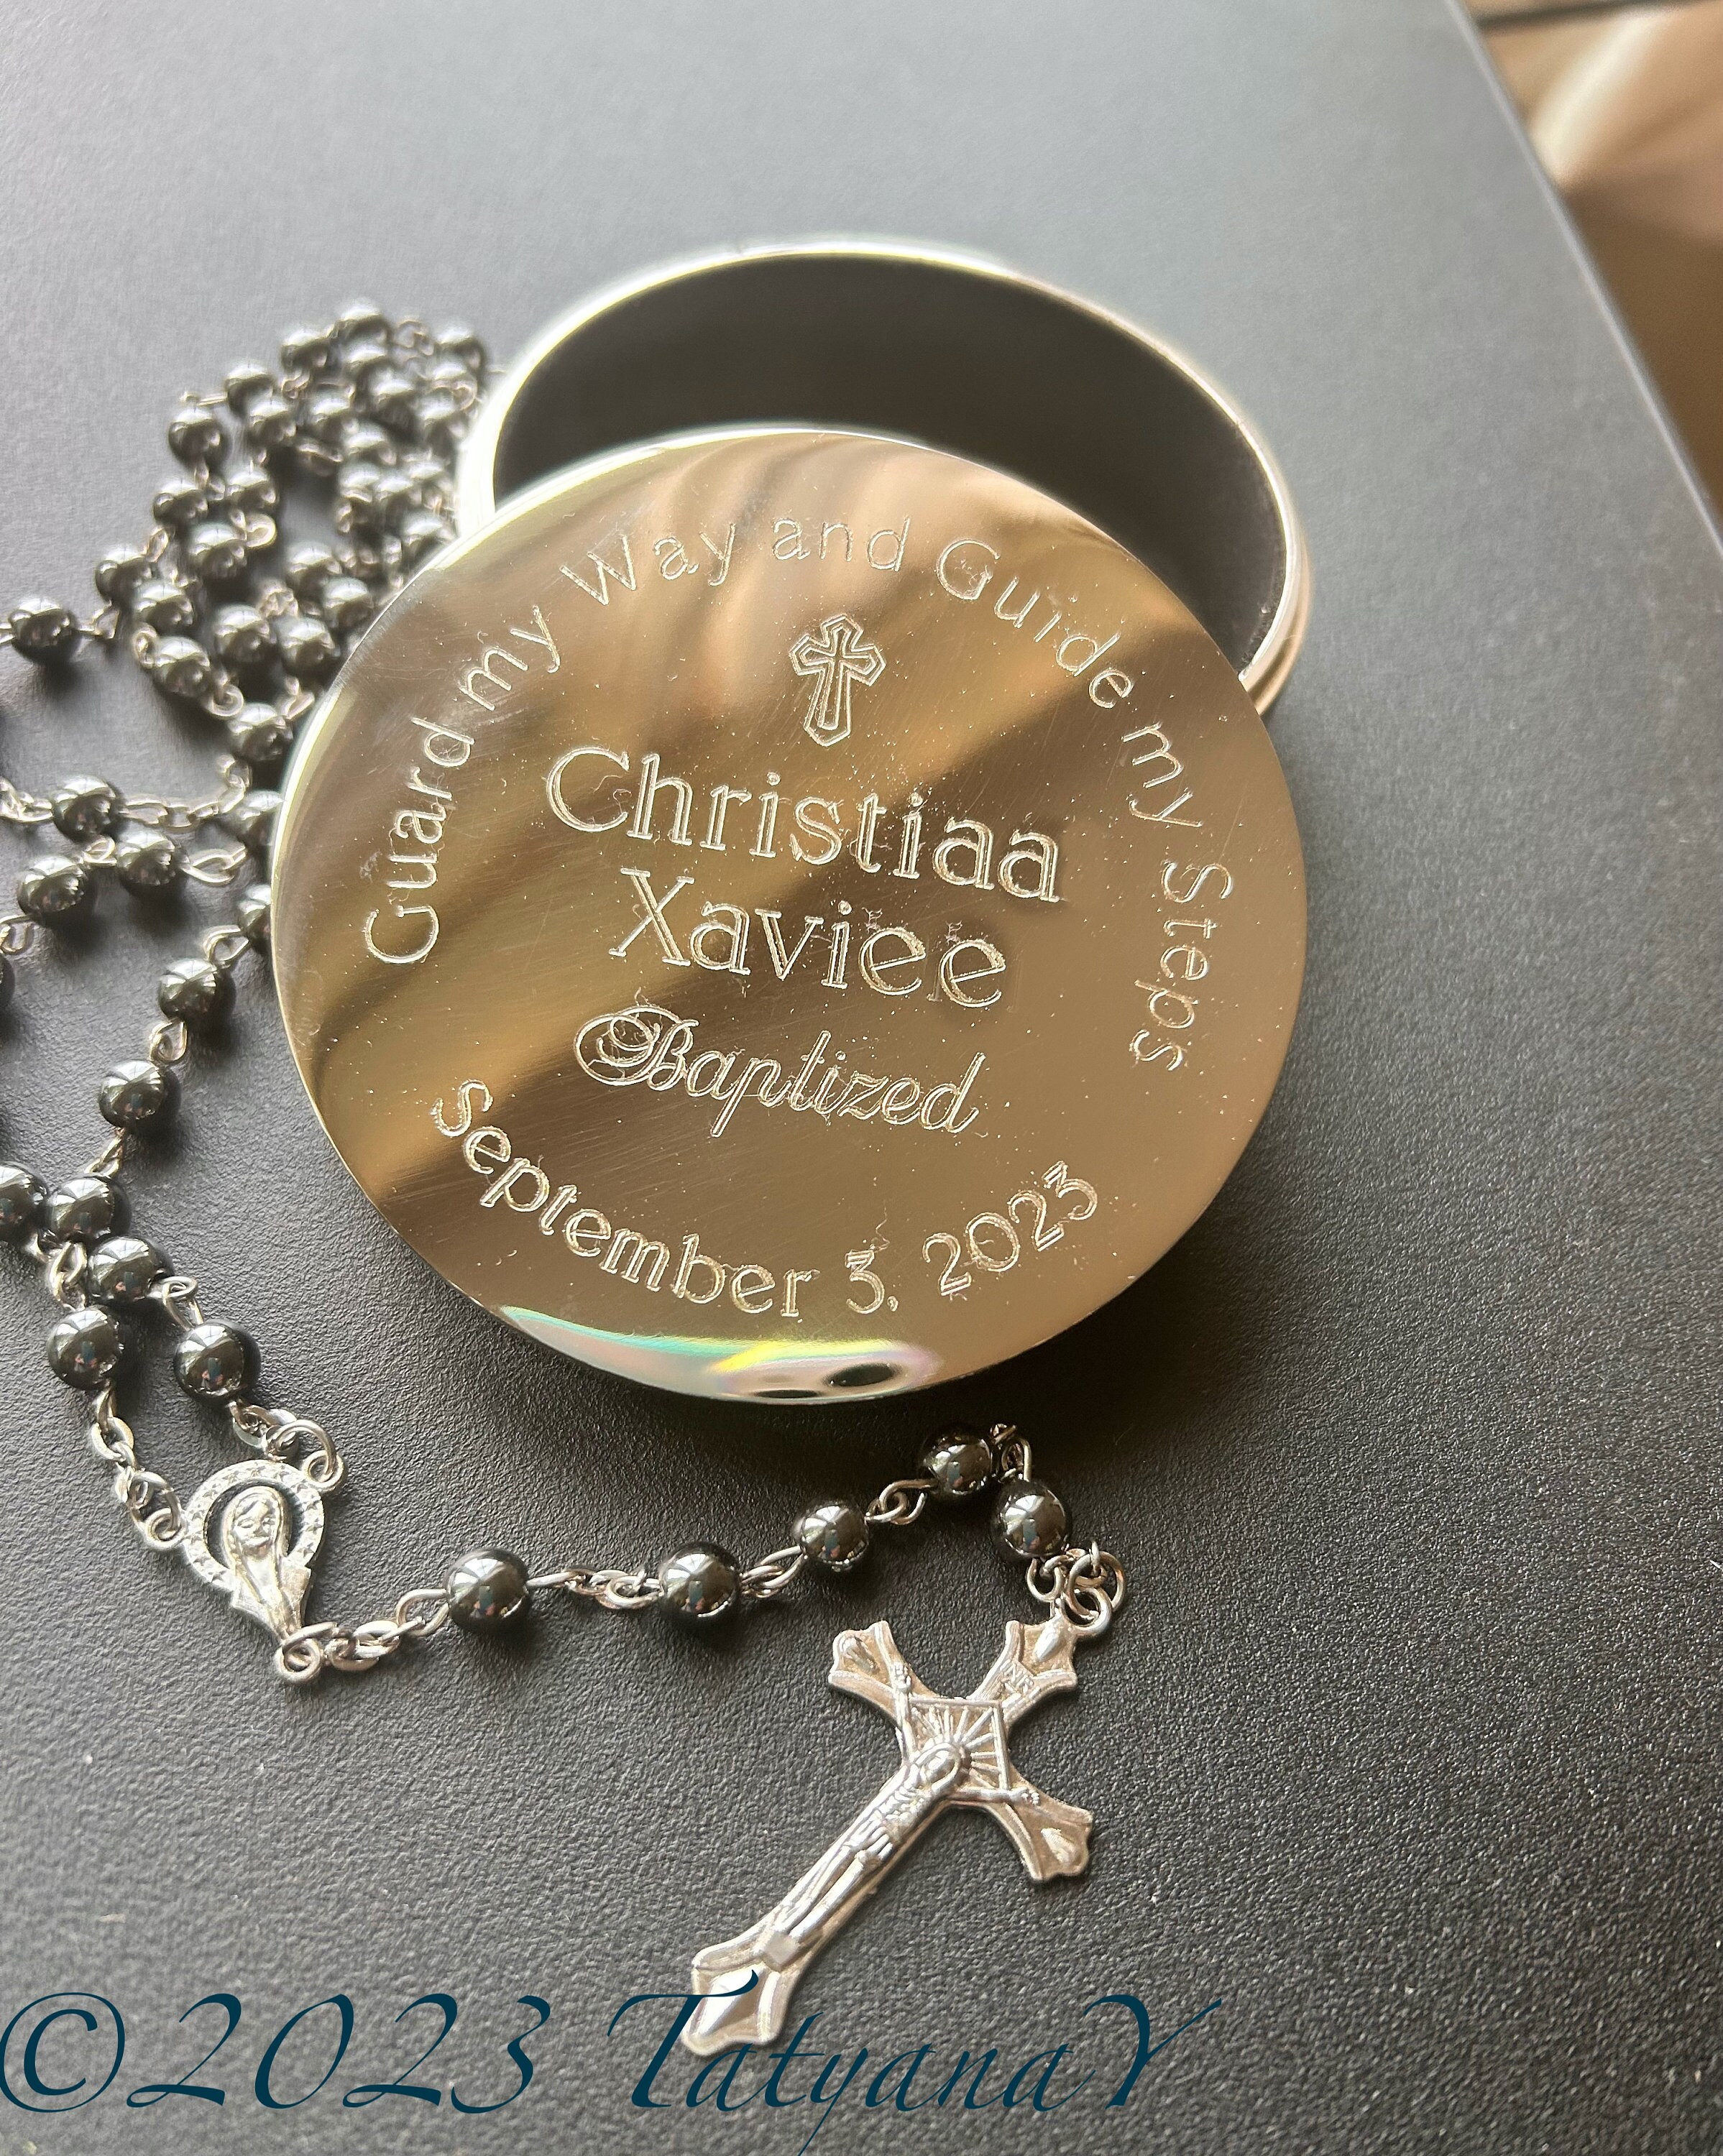 Guard my Way and Guide my Steps
Christiaa
Xaviee
Baptized
September 3, 2023
©2023 TatyanaY